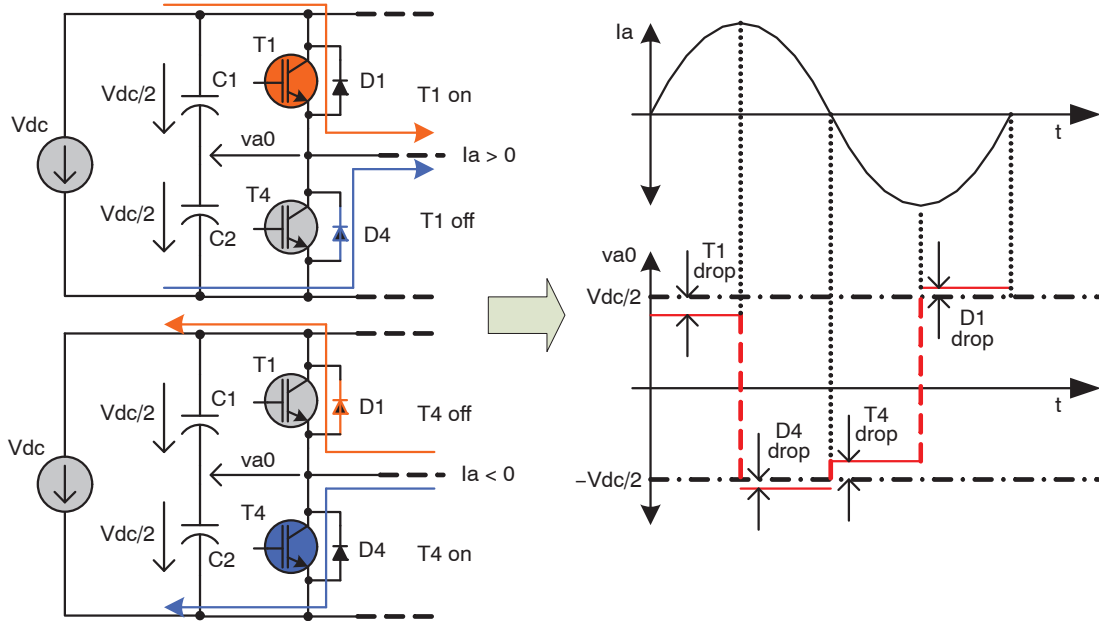 Vdc
Vdc/2
C1
T1
D1
T1 on
va0
Ia > 0
Vdc/2
C2
T4
D4
T1 off
Vdc
Vdc/2
C1
T1
D1
T4 off
va0
Ia < 0
Vdc/2
C2
T4
D4
T4 on
Ia
t
va0
T1
drop
Vdc/2
D1
drop
t
D4
drop
T4
drop
−Vdc/2